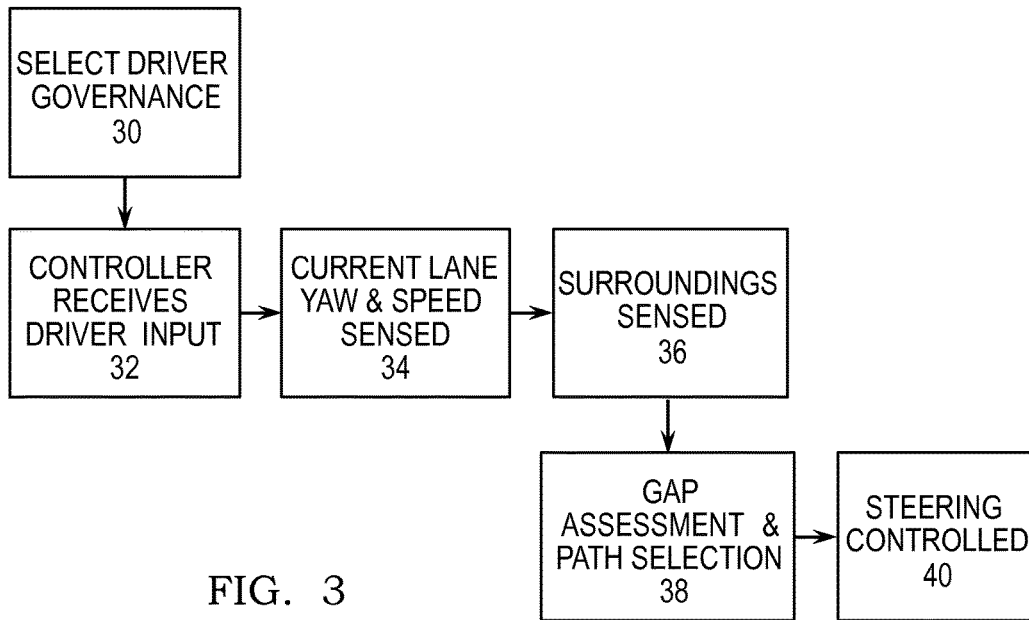 SELECT DRIVER
GOVERNANCE
30
CONTROLLER
RECEIVES
DRIVER INPUT
32
CURRENT LANE
YAW & SPEED
SENSED
34
SURROUNDINGS
SENSED
36
GAP
ASSESSMENT &
PATH SELECTION
38
STEERING
CONTROLLED
40
FIG. 3